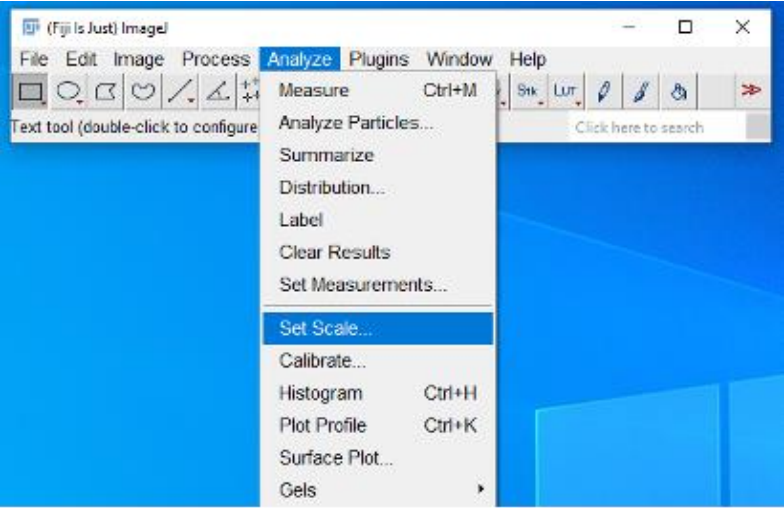 (Fiji Is Just) ImageJ
File Edit Image Process Analyze Plugins Window Help
Stk LUT
Text tool (double-click to configure
Click here to search
Measure Ctrl+M
Analyze Particles...
Summarize
Distribution...
Label
Clear Results
Set Measurements...
Set Scale...
Calibrate...
Histogram Ctrl+H
Plot Profile Ctrl+K
Surface Plot...
Gels